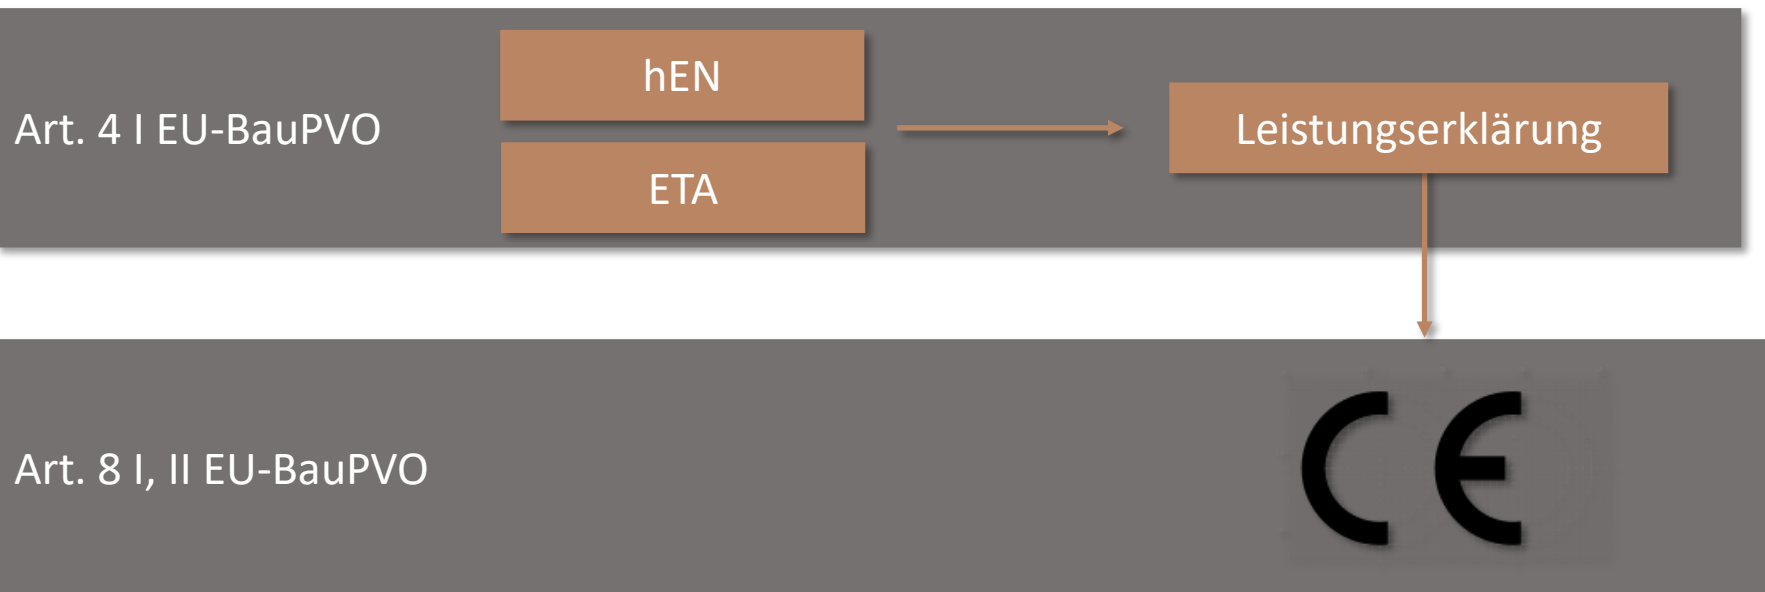 hEN
Art. 4 I EU-BauPVO
Leistungserklärung
ETA
Art. 8 I, II EU-BauPVO
CE